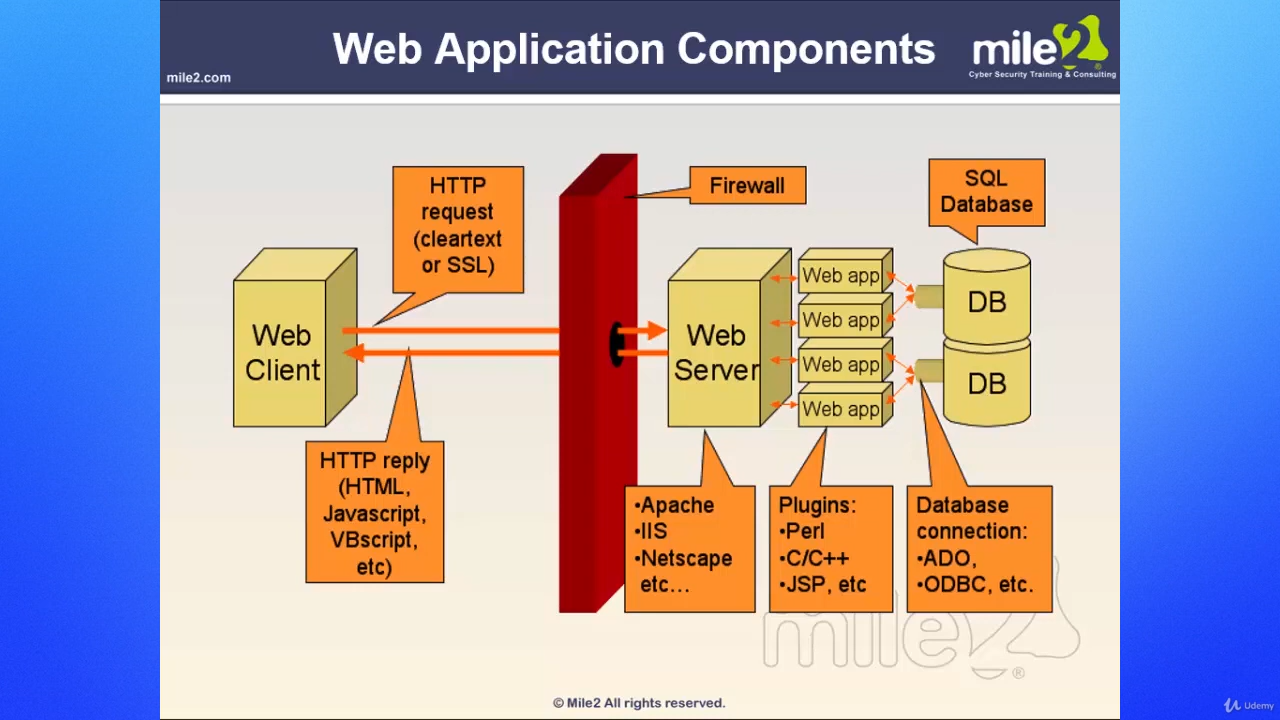 Web Application Components
mile2
Cyber Security Training & Consulting
mile2.com
HTTP
request
(cleartext
or SSL)
Firewall
SQL
Database
Web
Client
Web
Server
Web app
Web app
Web app
Web app
DB
DB
HTTP reply
(HTML,
Javascript,
VBscript,
etc)
•Apache
•IIS
•Netscape
etc…
Plugins:
•Perl
•C/C++
•JSP, etc
Database
connection:
•ADO,
•ODBC, etc.
mile2®
© Mile2 All rights reserved.
Udemy